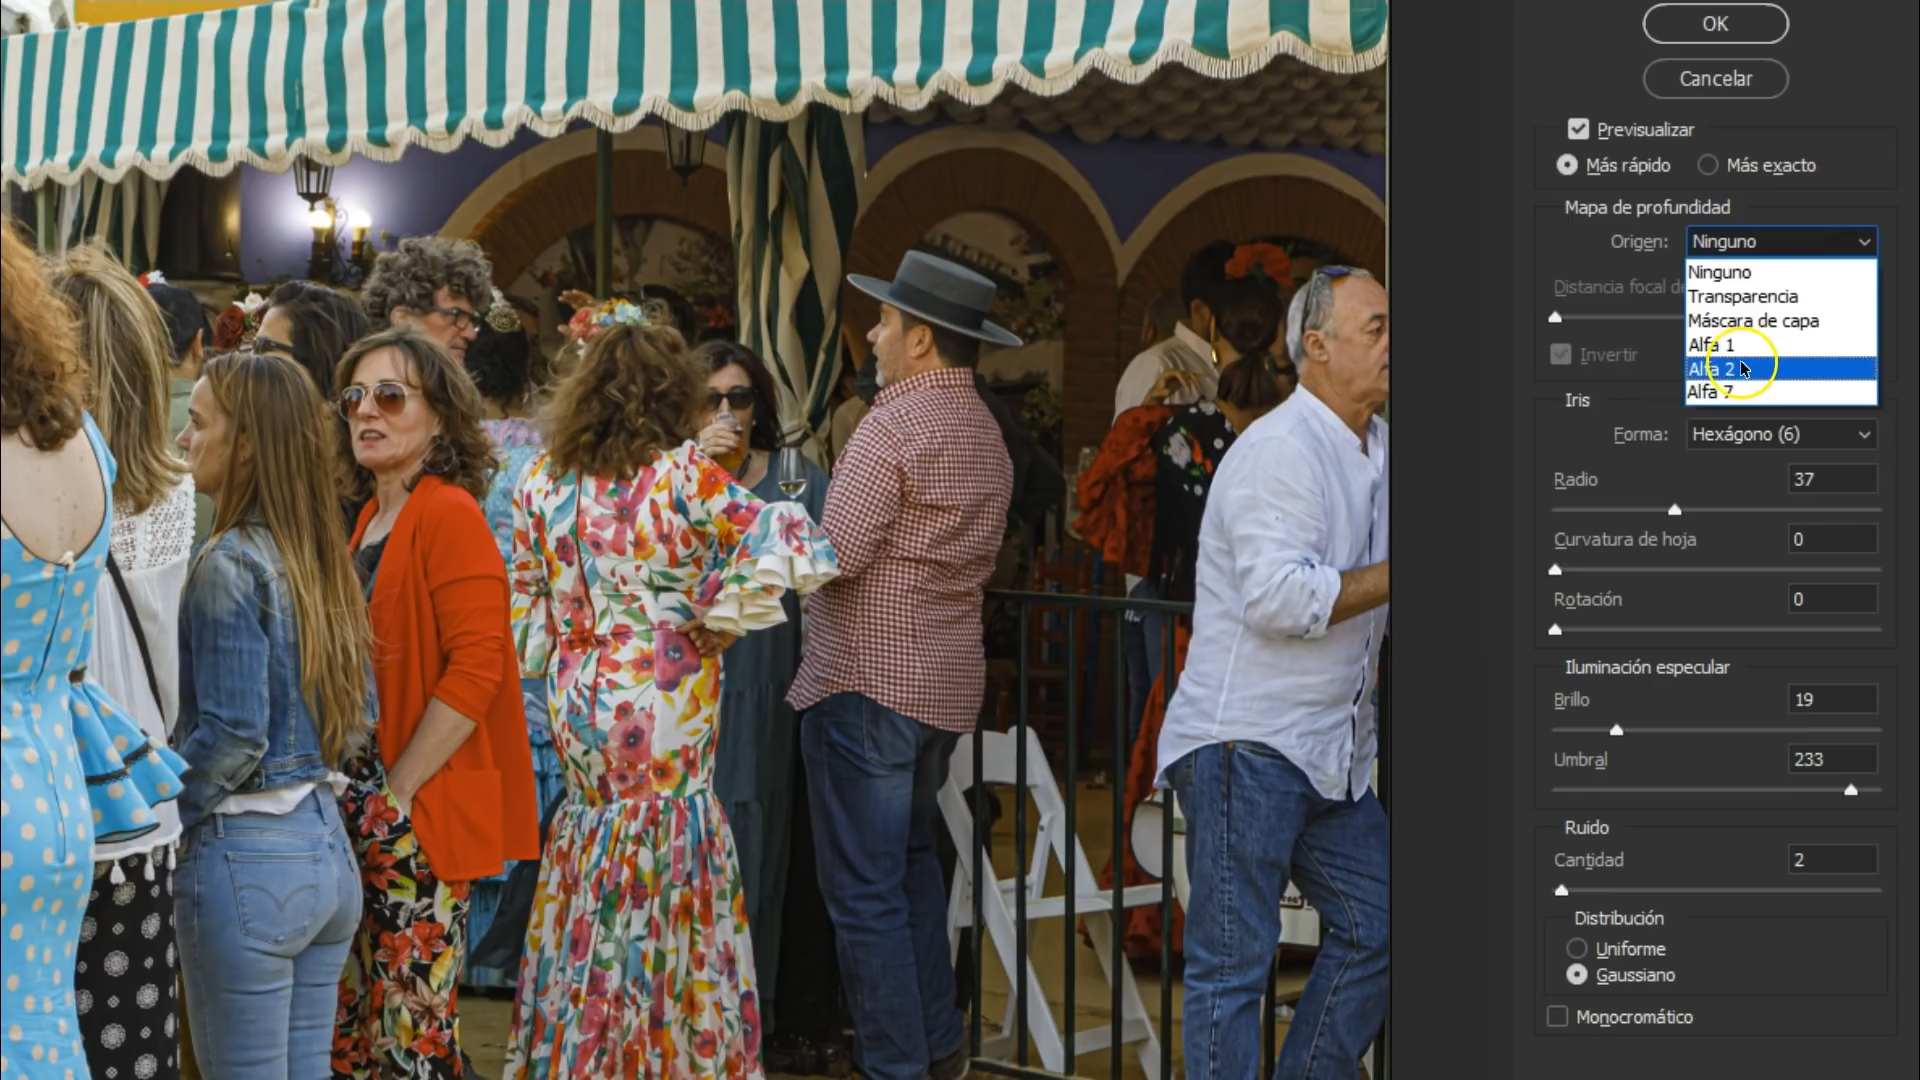 OK
Cancelar
Previsualizar
Más rápido
Más exacto
Mapa de profundidad
Origen:
Ninguno
Ninguno
Transparencia
Máscara de capa
Alfa 1
Alfa 2
Alfa 7
Distancia focal
Invertir
Iris
Forma:
Hexágono (6)
Radio
37
Curvatura de hoja
0
Rotación
0
Iluminación especular
Brillo
19
Umbral
233
Ruido
Cantidad
2
Distribución
Uniforme
Gaussiano
Monocromático